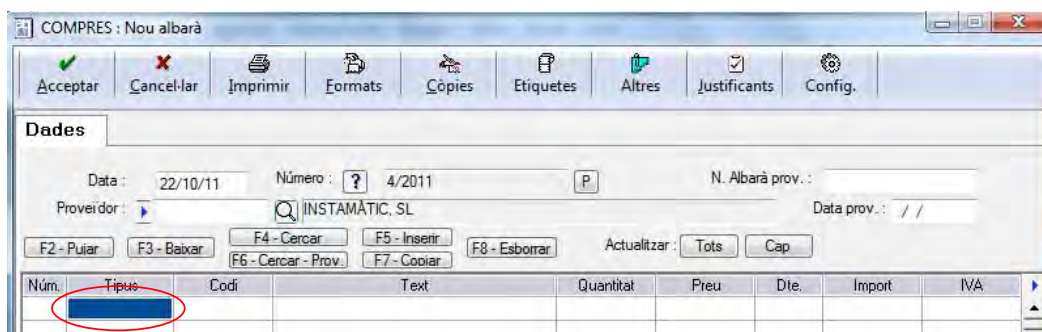 COMPRES : Nou albarà
Acceptar Cancel·lar Imprimir Formats Còpies Etiquetes Altres Justificants Config.
Dades
Data : 22/10/11 Número : ? 4/2011 P N. Albarà prov. :
Proveïdor : INSTAMÀTIC, SL Data prov. : / /
F2 - Pujar F3 - Baixar F4 - Cercar F5 - Inserir F8 - Esborrar Actualitzar : Tots Cap
F6 - Cercar - Prov. F7 - Copiar
Núm. Tipus Codi Text Quantitat Preu Dte. Import IVA